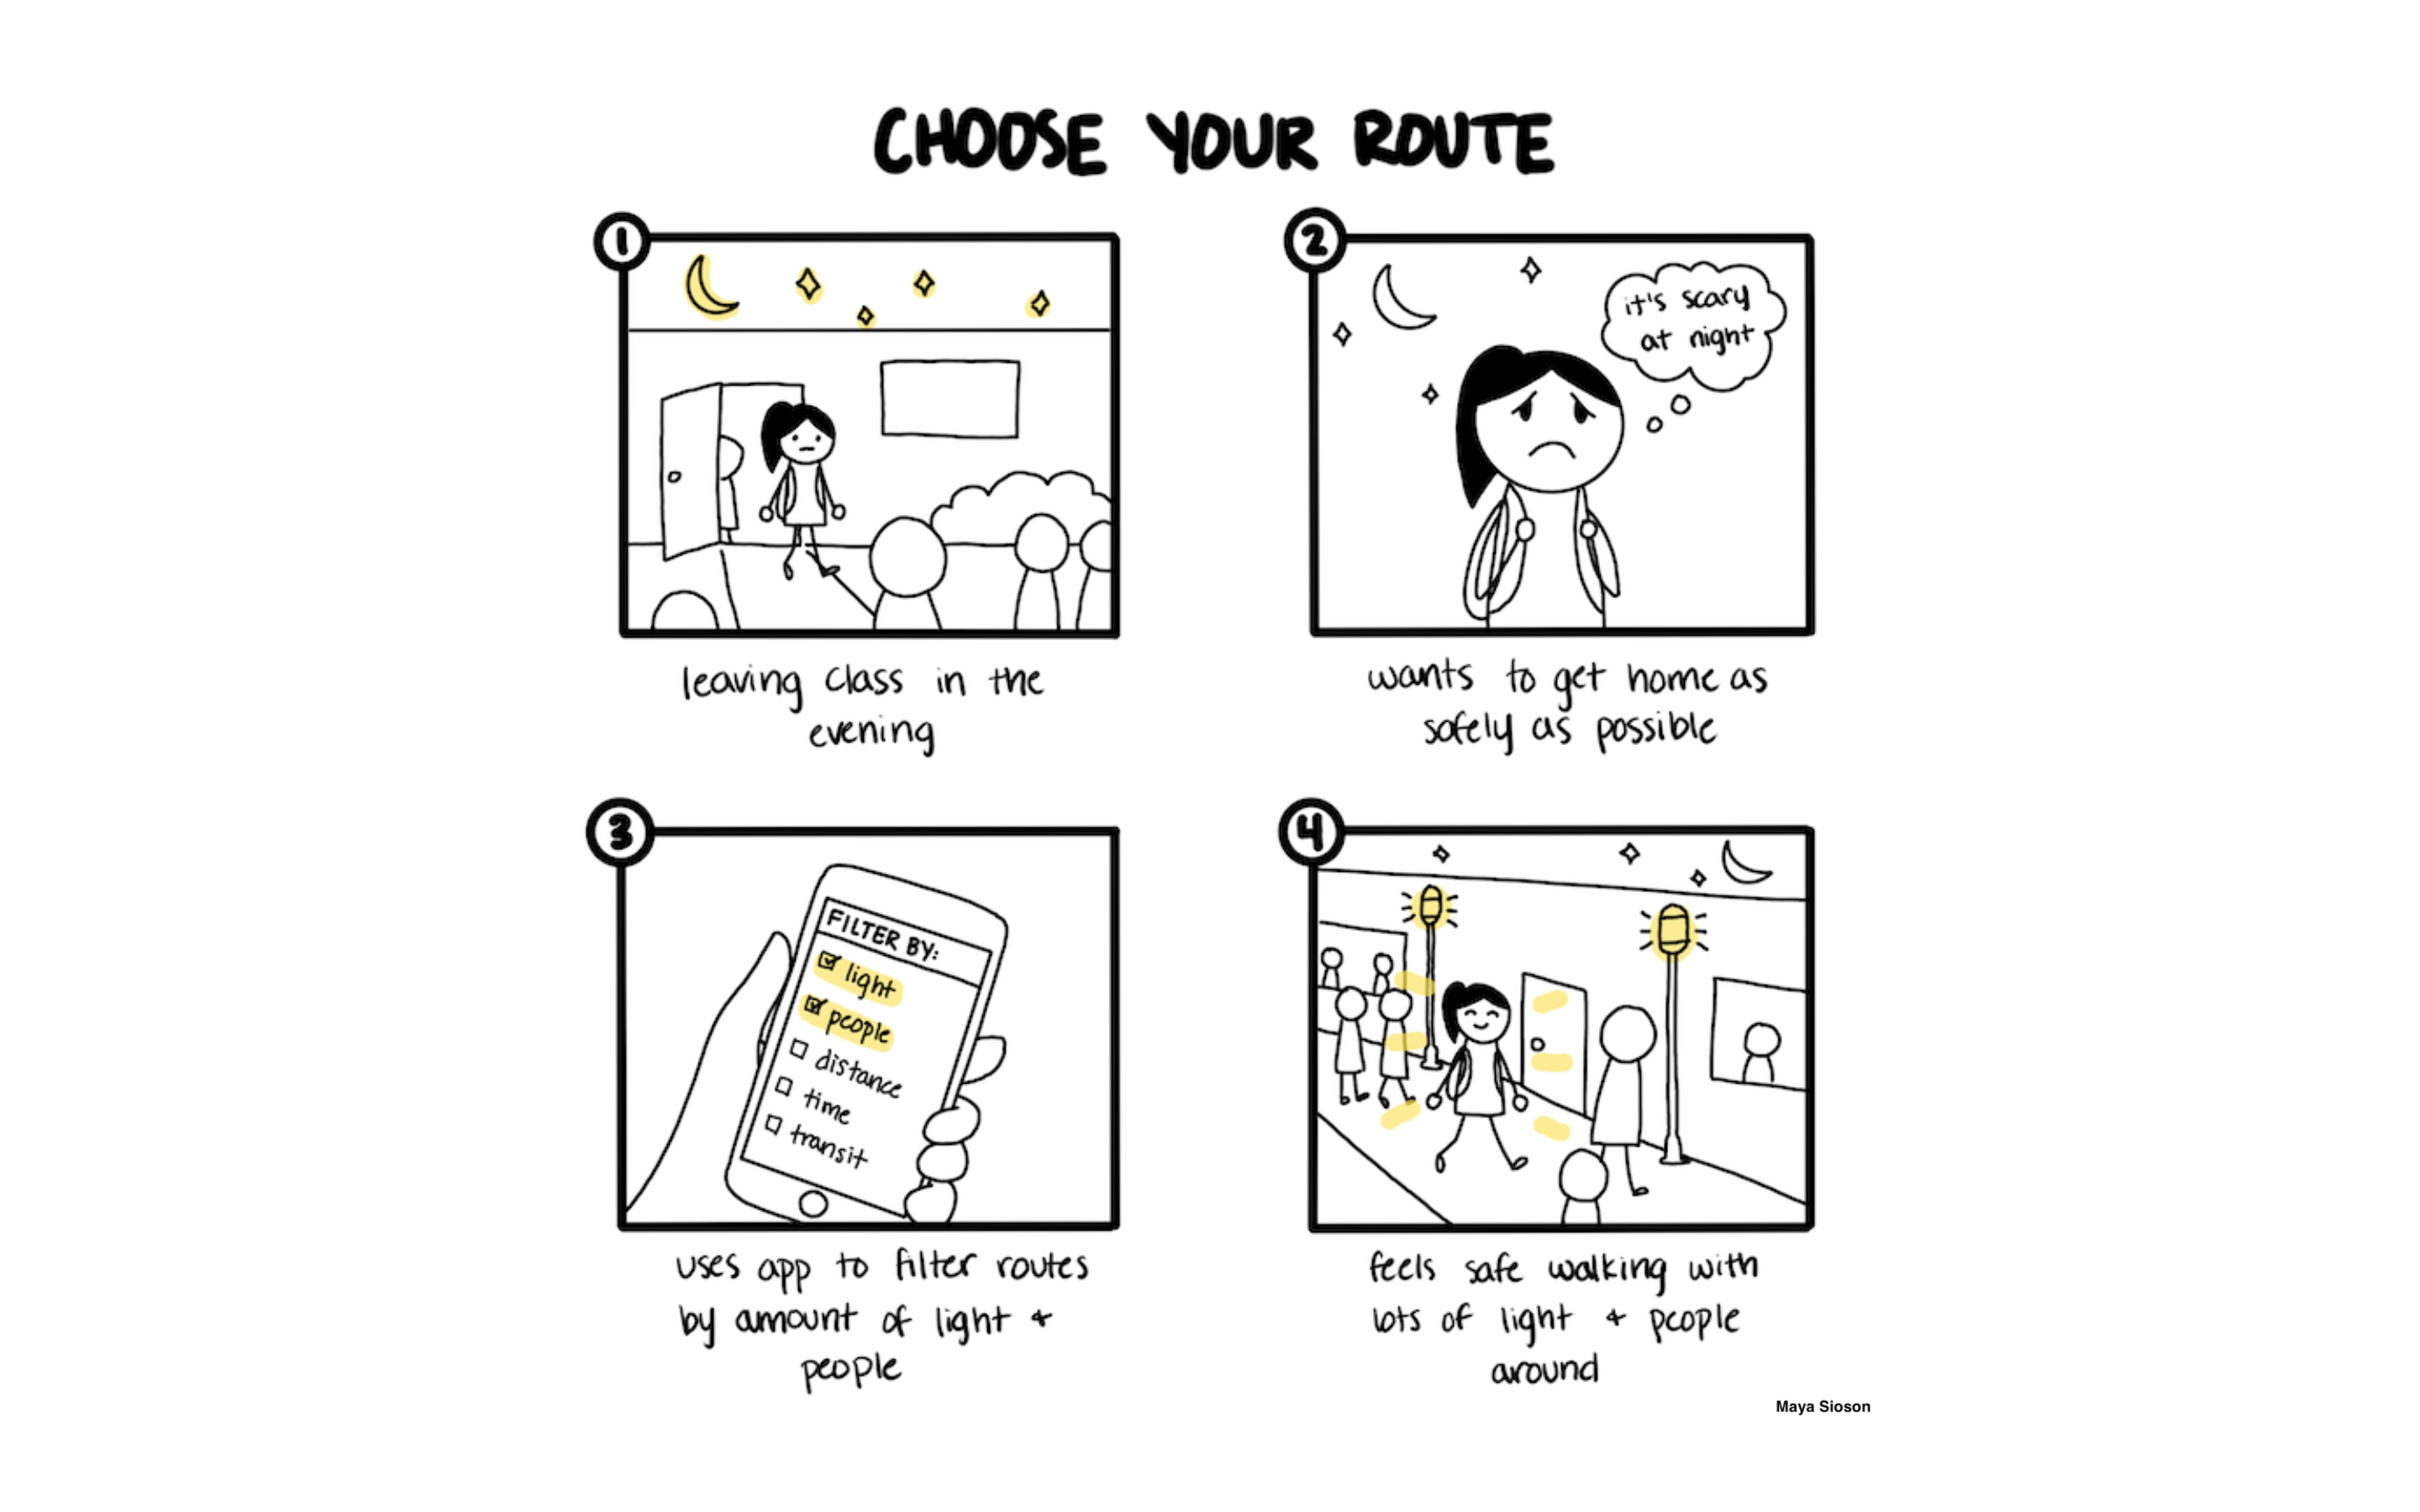 CHOOSE YOUR ROUTE
1
leaving class in the
evening
2
it's scary
at night
wants to get home as
safely as possible
3
FILTER BY:
light
people
distance
time
transit
uses app to filter routes
by amount of light &
people
4
feels safe walking with
lots of light & people
around
Maya Sioson